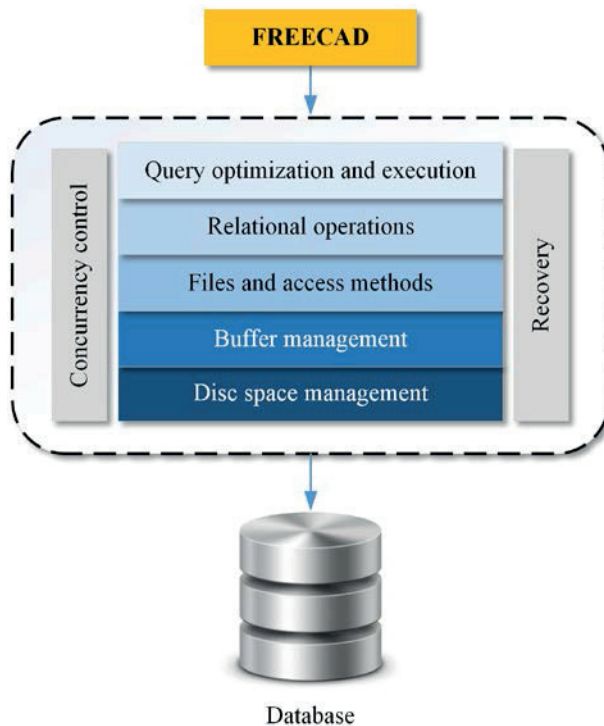 FREECAD
Concurrency control
Query optimization and execution
Relational operations
Files and access methods
Buffer management
Disc space management
Recovery
Database